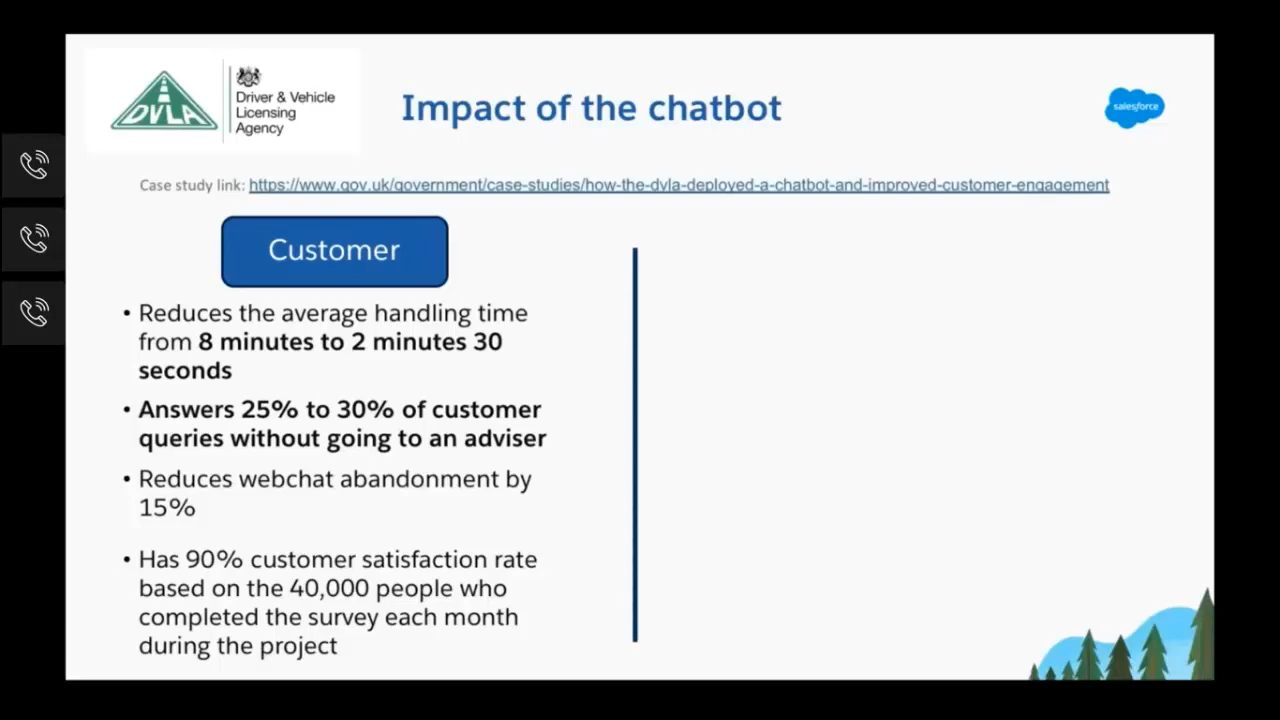 DVLA
Driver & Vehicle
Licensing
Agency
Impact of the chatbot
salesforce
Case study link: https://www.gov.uk/government/case-studies/how-the-dvla-deployed-a-chatbot-and-improved-customer-engagement
Customer
• Reduces the average handling time
from 8 minutes to 2 minutes 30
seconds
• Answers 25% to 30% of customer
queries without going to an adviser
• Reduces webchat abandonment by
15%
• Has 90% customer satisfaction rate
based on the 40,000 people who
completed the survey each month
during the project